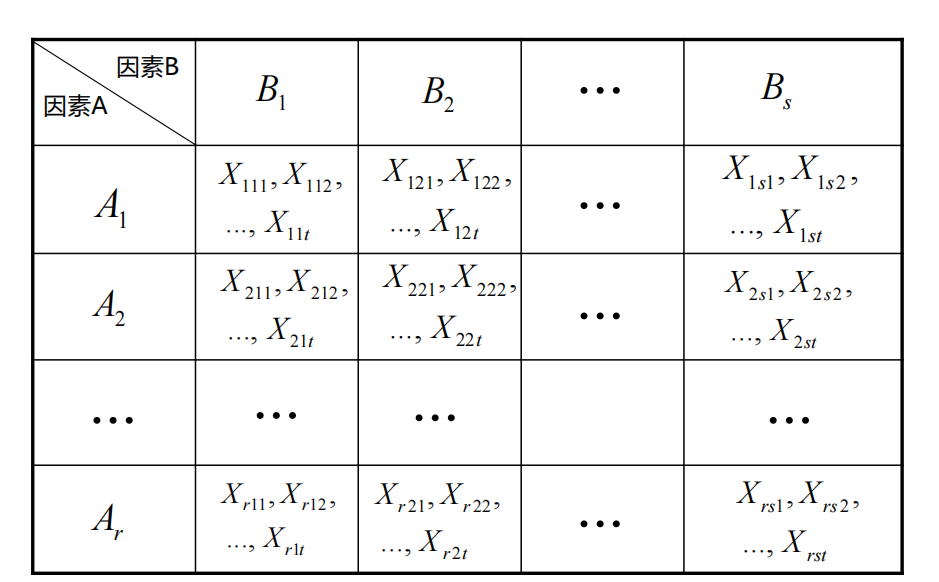 因素B
因素A
B₁ B₂ ••• Bₛ
A₁
X₁₁₁, X₁₁₂,
..., X₁₁ₜ
X₁₂₁, X₁₂₂,
..., X₁₂ₜ
•••
X₁ₛ₁, X₁ₛ₂,
..., X₁ₛₜ
A₂
X₂₁₁, X₂₁₂,
..., X₂₁ₜ
X₂₂₁, X₂₂₂,
..., X₂₂ₜ
•••
X₂ₛ₁, X₂ₛ₂,
..., X₂ₛₜ
••• ••• ••• •••
Aᵣ
Xᵣ₁₁, Xᵣ₁₂,
..., Xᵣ₁ₜ
Xᵣ₂₁, Xᵣ₂₂,
..., Xᵣ₂ₜ
•••
Xᵣₛ₁, Xᵣₛ₂,
..., Xᵣₛₜ